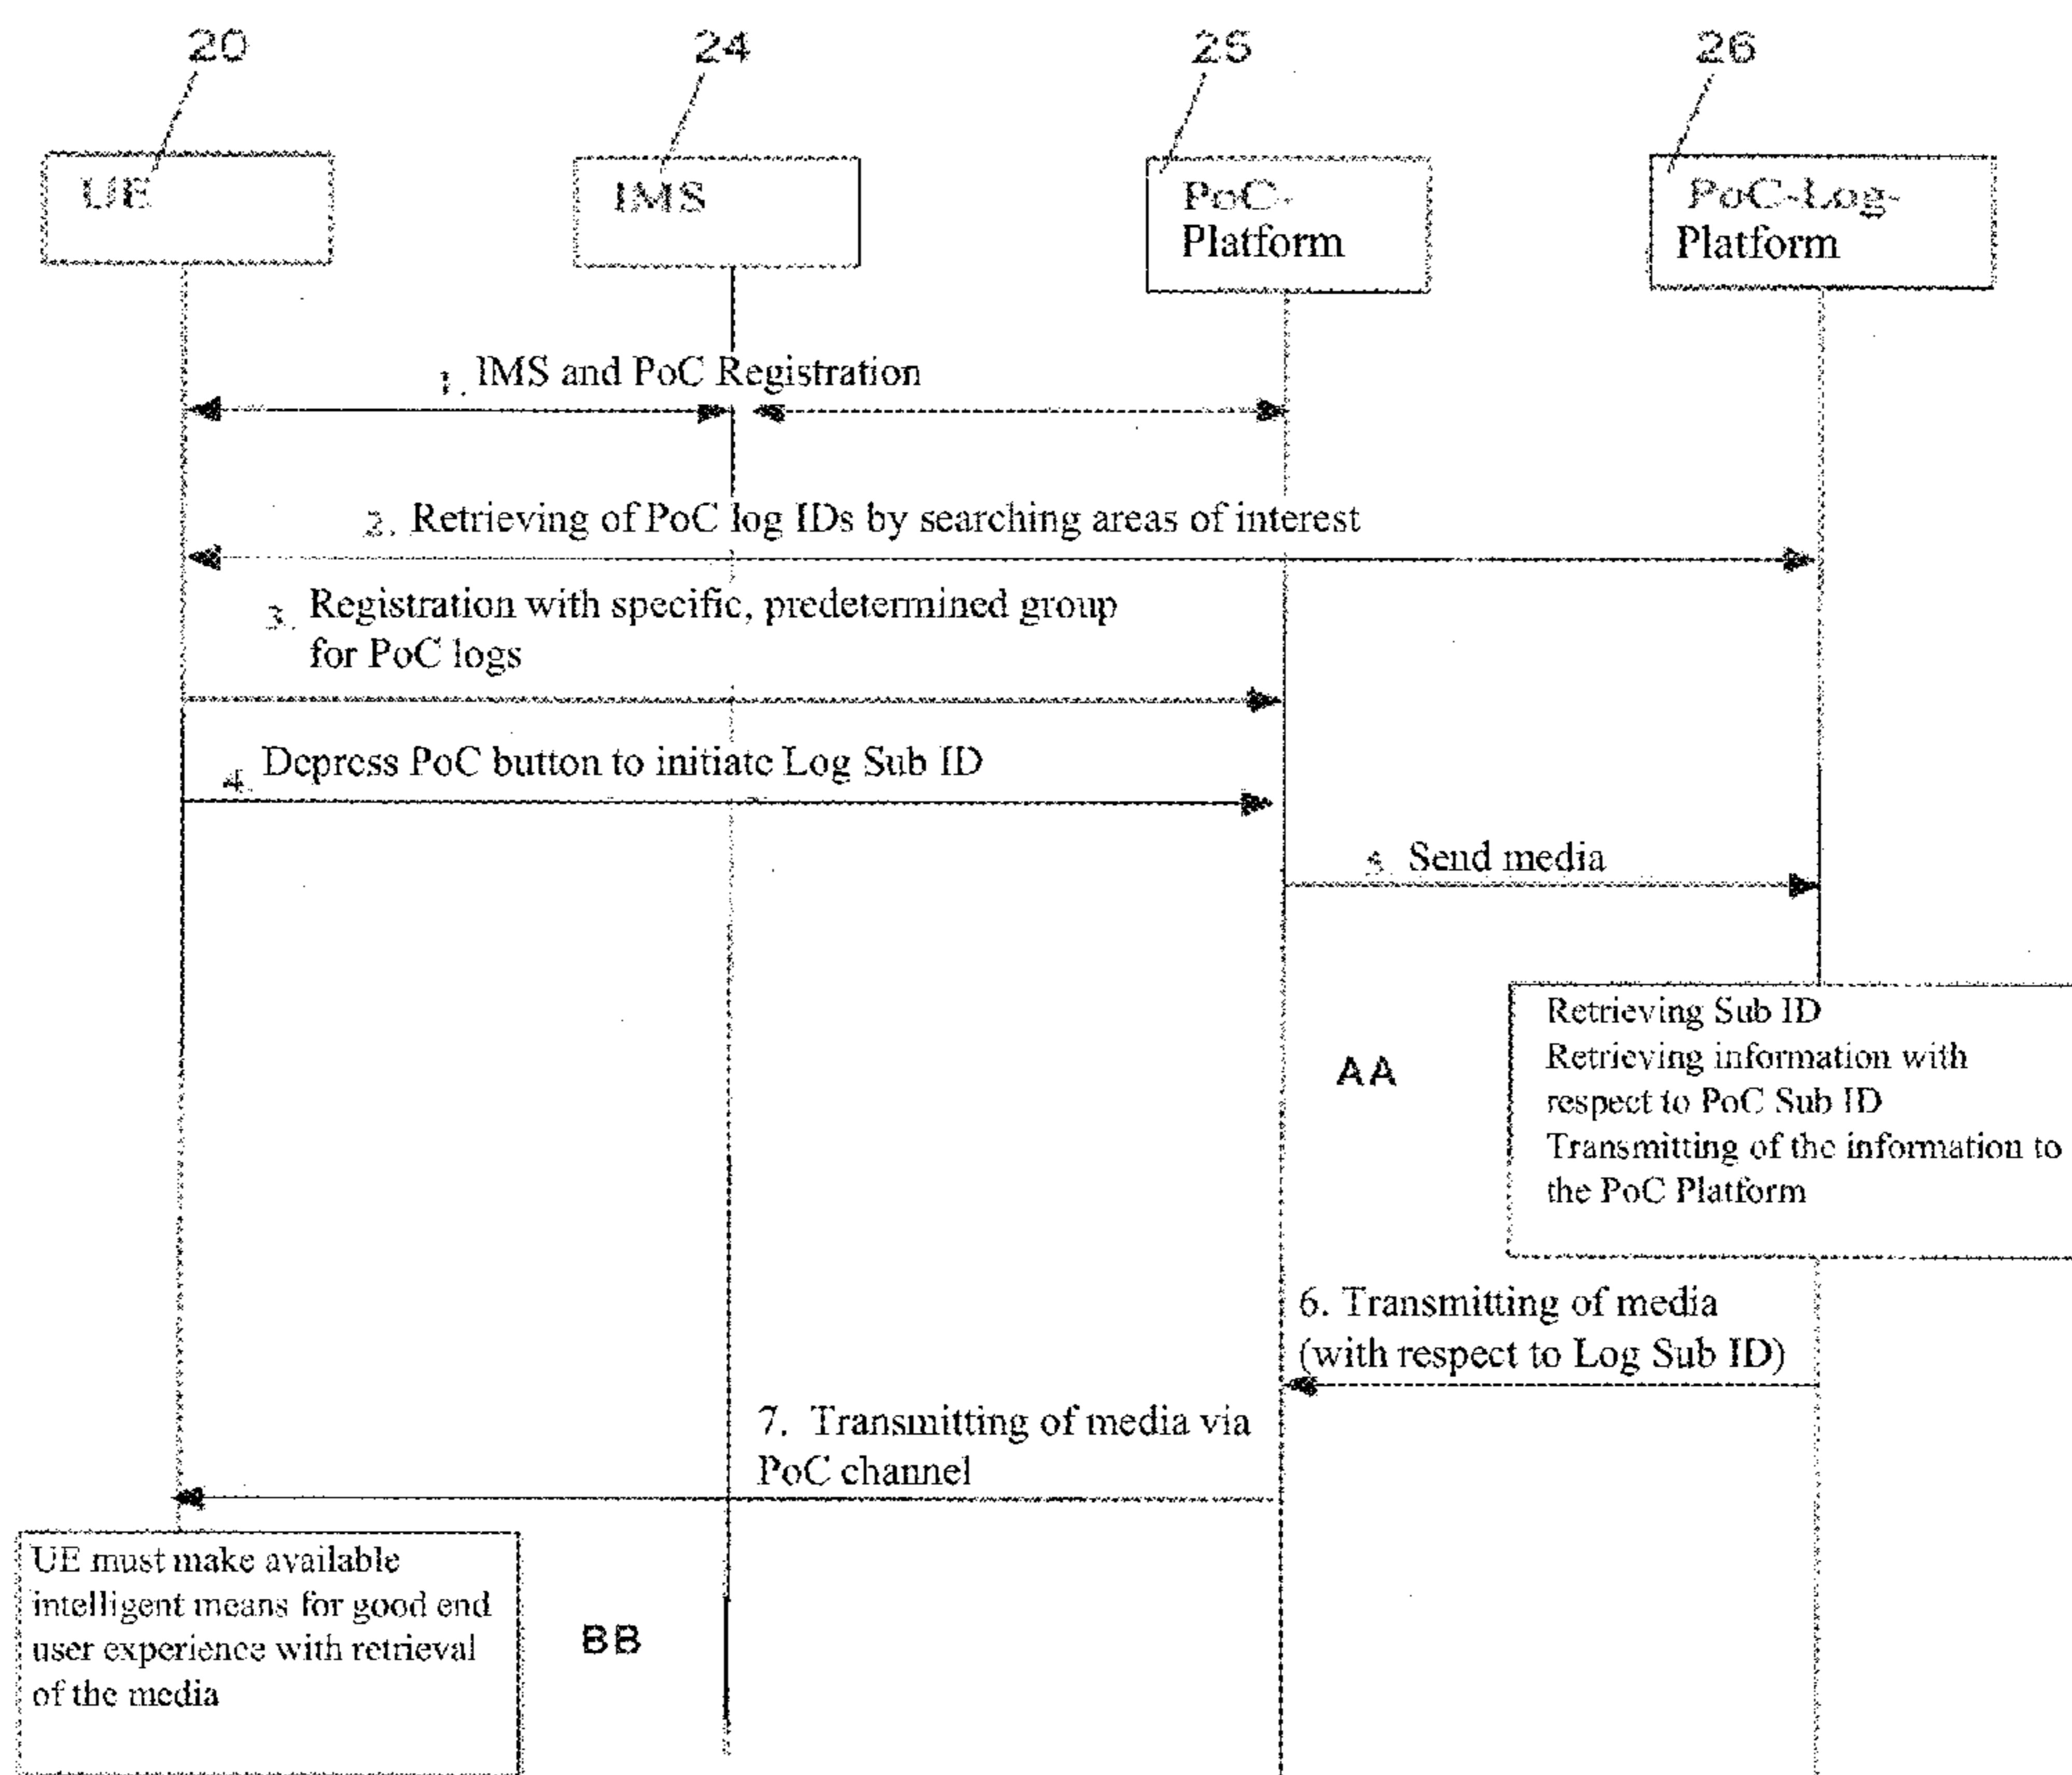 20
24
25
26
UE
IMS
PoC-
Platform
PoC-Log-
Platform
1. IMS and PoC Registration
2. Retrieving of PoC log IDs by searching areas of interest
3. Registration with specific, predetermined group
for PoC logs
4. Depress PoC button to initiate Log Sub ID
5. Send media
AA
Retrieving Sub ID
Retrieving information with
respect to PoC Sub ID
Transmitting of the information to
the PoC Platform
6. Transmitting of media
(with respect to Log Sub ID)
7. Transmitting of media via
PoC channel
UE must make available
intelligent means for good end
user experience with retrieval
of the media
BB